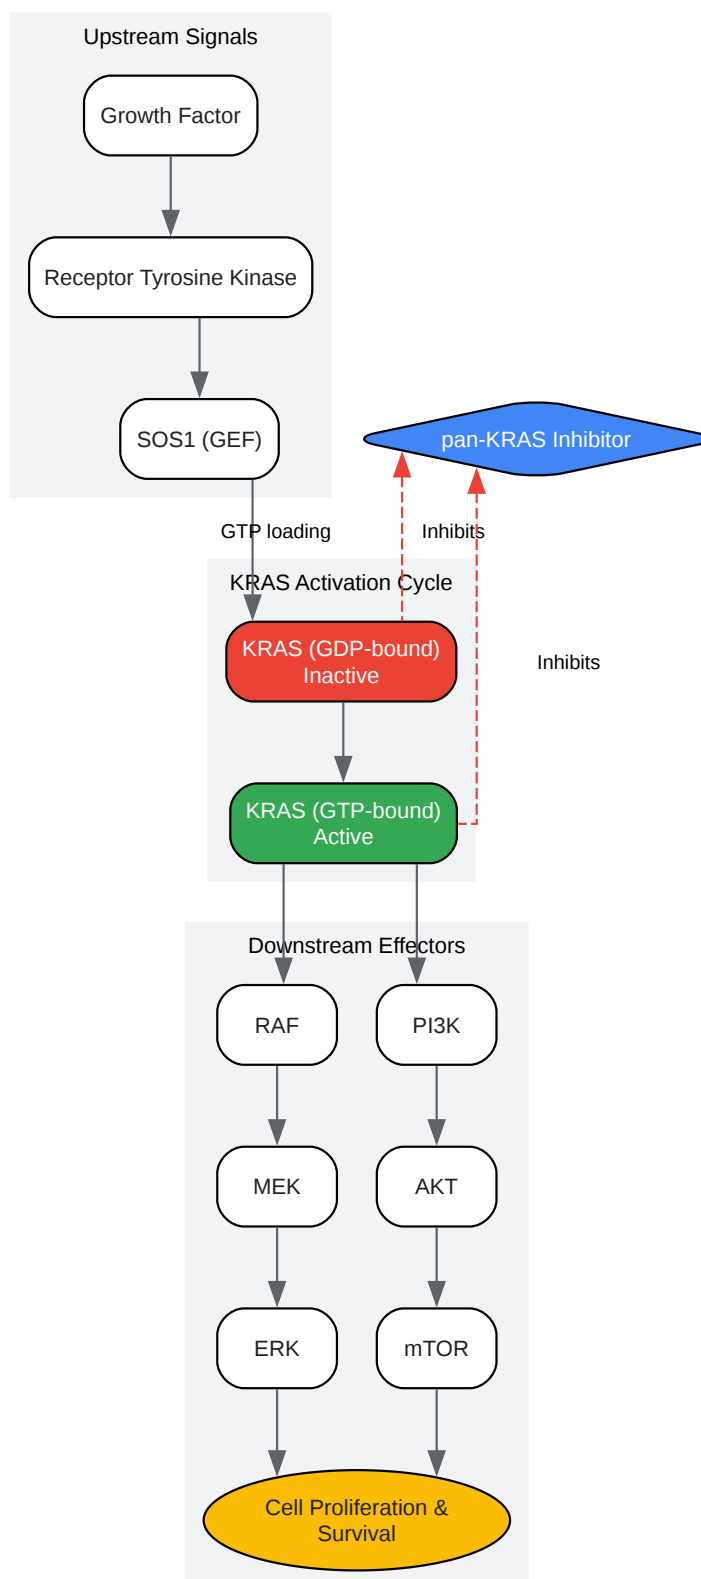 Upstream Signals
Growth Factor
Receptor Tyrosine Kinase
SOS1 (GEF)
pan-KRAS Inhibitor
GTP loading
Inhibits
KRAS Activation Cycle
KRAS (GDP-bound)
Inactive
Inhibits
KRAS (GTP-bound)
Active
Downstream Effectors
RAF
PI3K
MEK
AKT
ERK
mTOR
Cell Proliferation &
Survival